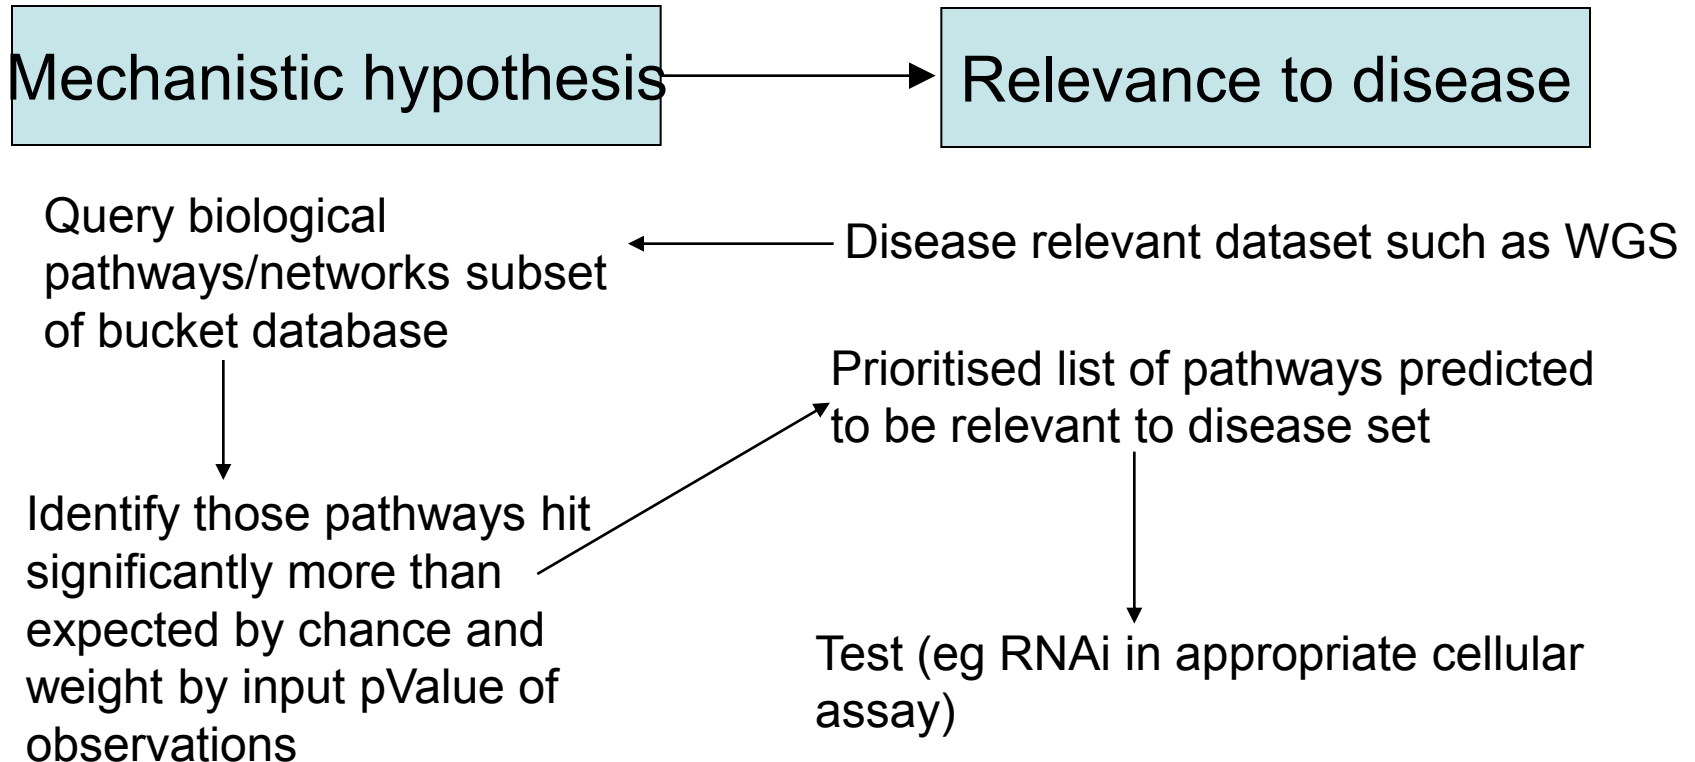 Mechanistic hypothesis
Relevance to disease
Query biological
pathways/networks subset
of bucket database
Disease relevant dataset such as WGS
Prioritised list of pathways predicted
to be relevant to disease set
Identify those pathways hit
significantly more than
expected by chance and
weight by input pValue of
observations
Test (eg RNAi in appropriate cellular
assay)